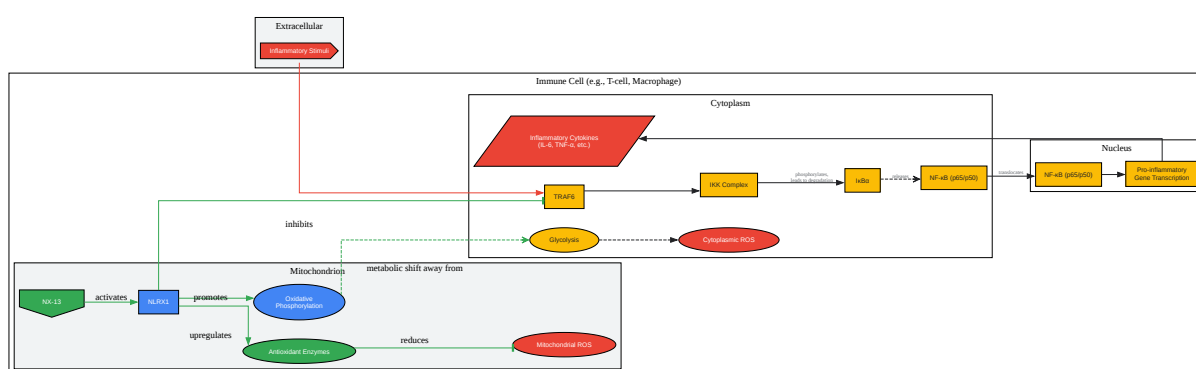 Extracellular
Inflammatory Stimuli
Immune Cell (e.g., T-cell, Macrophage)
Cytoplasm
Inflammatory Cytokines
(IL-6, TNF-α, etc.)
Nucleus
TRAF6
IKK Complex
phosphorylates,
leads to degradation
IκBα
releases
NF-κB (p65/p50)
translocates
NF-κB (p65/p50)
Pro-inflammatory
Gene Transcription
inhibits
Glycolysis
Cytoplasmic ROS
Mitochondrion
metabolic shift away from
NX-13
activates
NLRX1
promotes
Oxidative
Phosphorylation
upregulates
Antioxidant Enzymes
reduces
Mitochondrial ROS